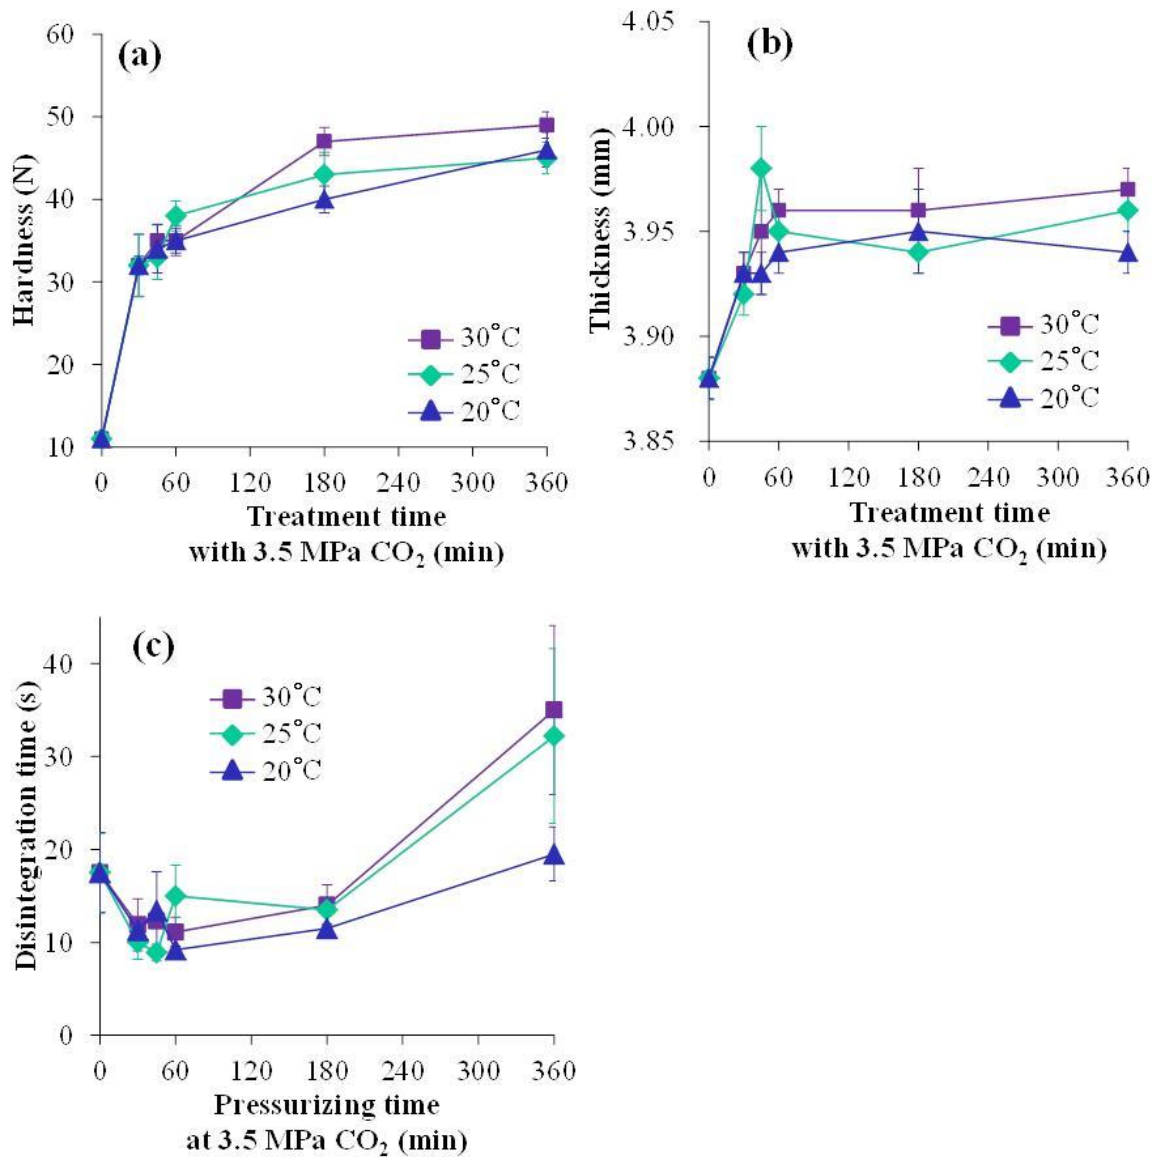 (a)
Hardness (N)
60
50
40
30
20
10
30°C
25°C
20°C
0 60 120 180 240 300 360
Treatment time
with 3.5 MPa CO₂ (min)
(b)
Thickness (mm)
4.05
4.00
3.95
3.90
3.85
30°C
25°C
20°C
0 60 120 180 240 300 360
Treatment time
with 3.5 MPa CO₂ (min)
(c)
Disintegration time (s)
40
30
20
10
0
30°C
25°C
20°C
0 60 120 180 240 300 360
Pressurizing time
at 3.5 MPa CO₂ (min)